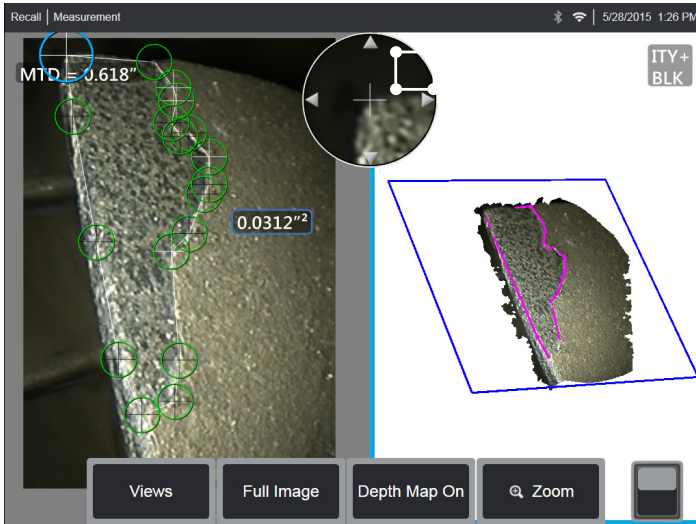 Recall | Measurement
5/28/2015 1:26 PM
ITY+
BLK
MTD = 0.618"
0.0312"²
Views
Full Image
Depth Map On
Zoom